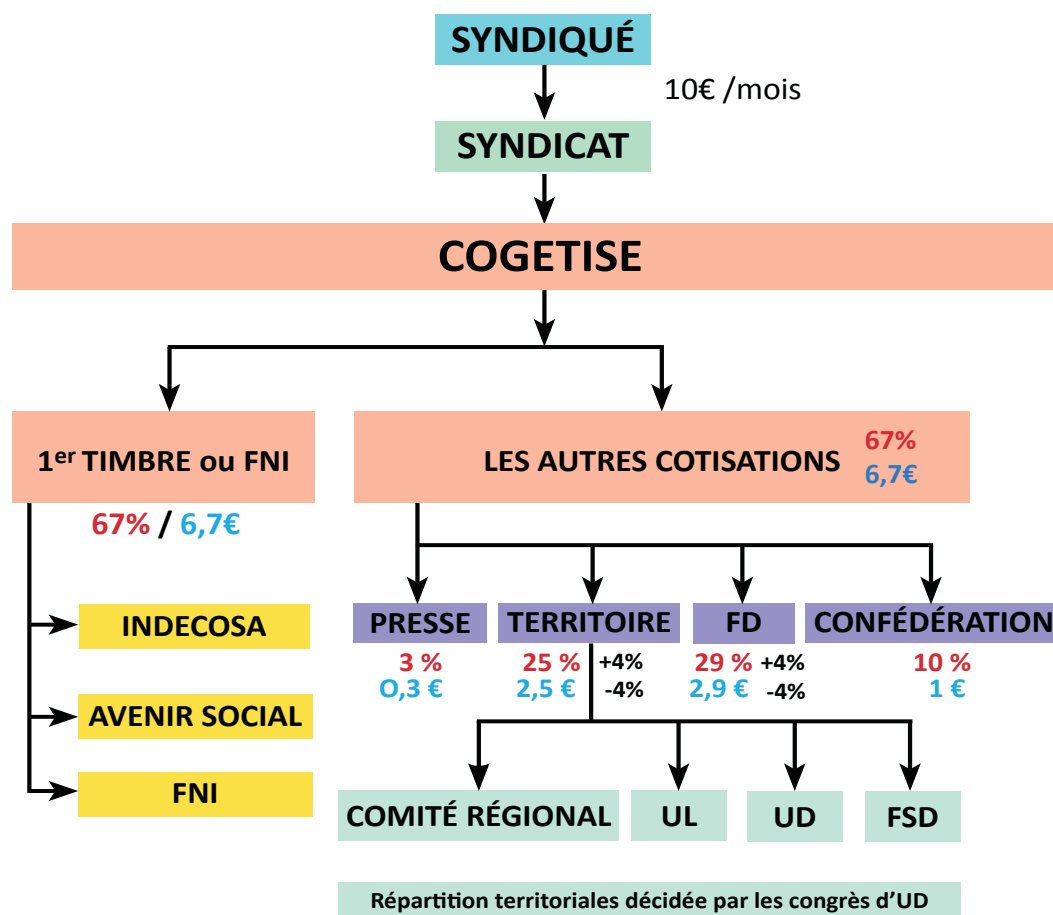 SYNDIQUÉ
10€ /mois
SYNDICAT
COGETISE
1er TIMBRE ou FNI
67% / 6,7€
INDECOSA
AVENIR SOCIAL
FNI
LES AUTRES COTISATIONS
67%
6,7€
PRESSE
3 %
O,3 €
TERRITOIRE
25 % +4%
2,5 € -4%
FD
29 % +4%
2,9 € -4%
CONFÉDÉRATION
10 %
1 €
COMITÉ RÉGIONAL
UL
UD
FSD
Répartition territoriales décidée par les congrès d’UD